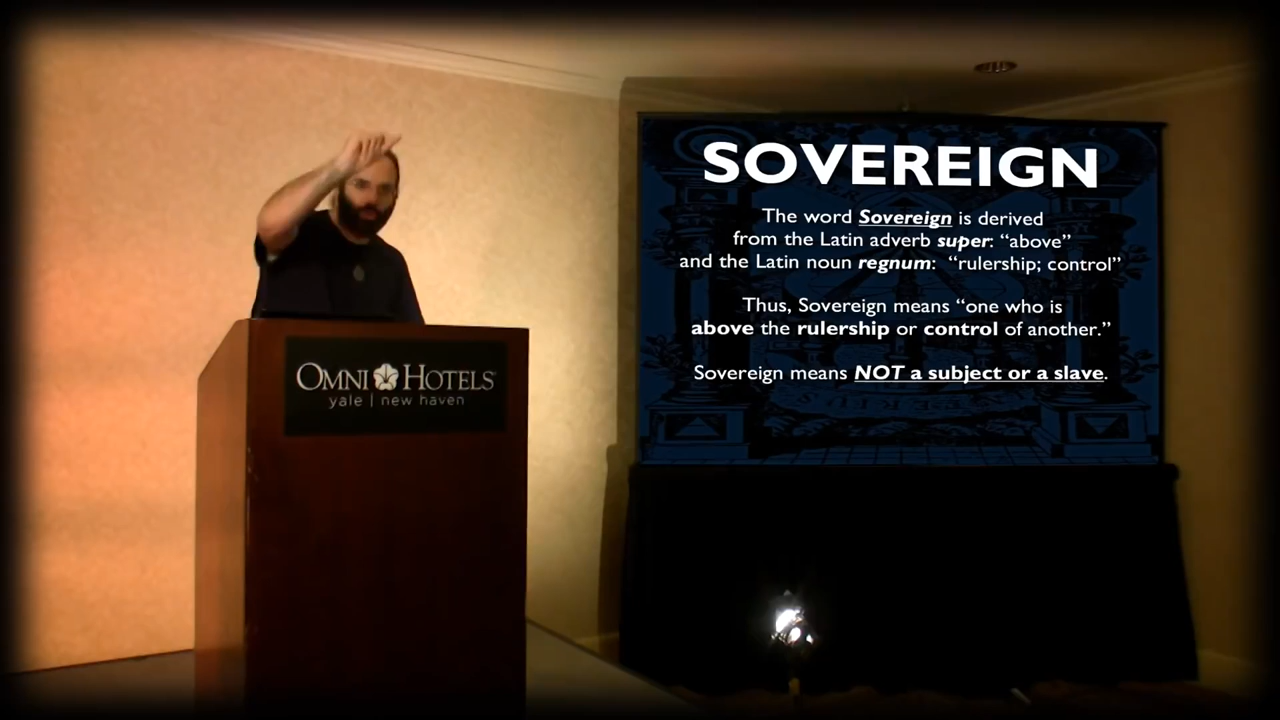 SOVEREIGN
The word Sovereign is derived
from the Latin adverb super: “above”
and the Latin noun regnum: “rulership; control”
Thus, Sovereign means “one who is
above the rulership or control of another.”
Sovereign means NOT a subject or a slave.
OMNI HOTELS
yale | new haven